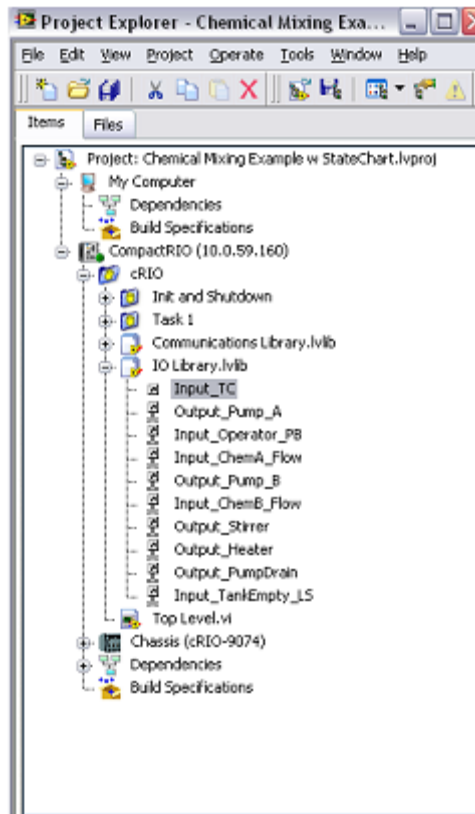 Project Explorer - Chemical Mixing Exa...
File Edit View Project Operate Tools Window Help
Items Files
Project: Chemical Mixing Example w StateChart.lvproj
My Computer
Dependencies
Build Specifications
CompactRIO (10.0.59.160)
cRIO
Init and Shutdown
Task 1
Communications Library.lvlib
IO Library.lvlib
Input_TC
Output_Pump_A
Input_Operator_PB
Input_ChemA_Flow
Output_Pump_B
Input_ChemB_Flow
Output_Stirrer
Output_Heater
Output_PumpDrain
Input_TankEmpty_LS
Top Level.vi
Chassis (cRIO-9074)
Dependencies
Build Specifications